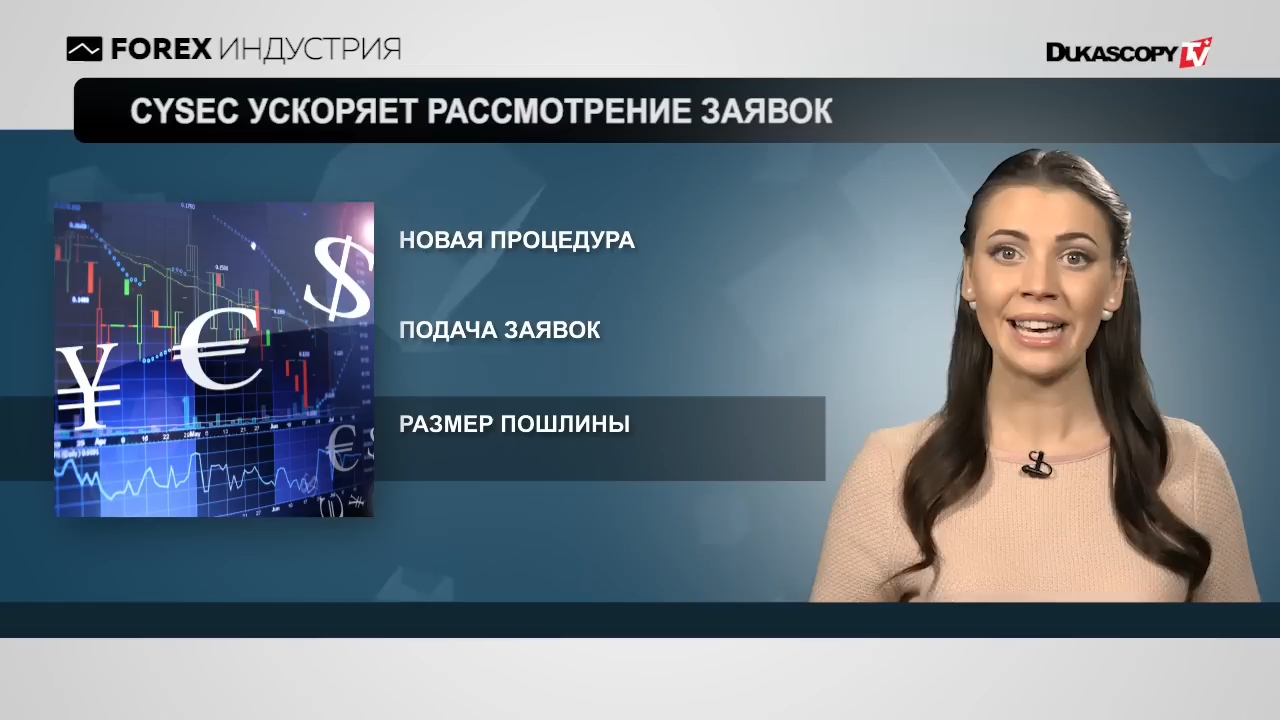 FOREX ИНДУСТРИЯ
DUKASCOPY TV
CYSEC УСКОРЯЕТ РАССМОТРЕНИЕ ЗАЯВОК
НОВАЯ ПРОЦЕДУРА
ПОДАЧА ЗАЯВОК
РАЗМЕР ПОШЛИНЫ
$
€
¥
€